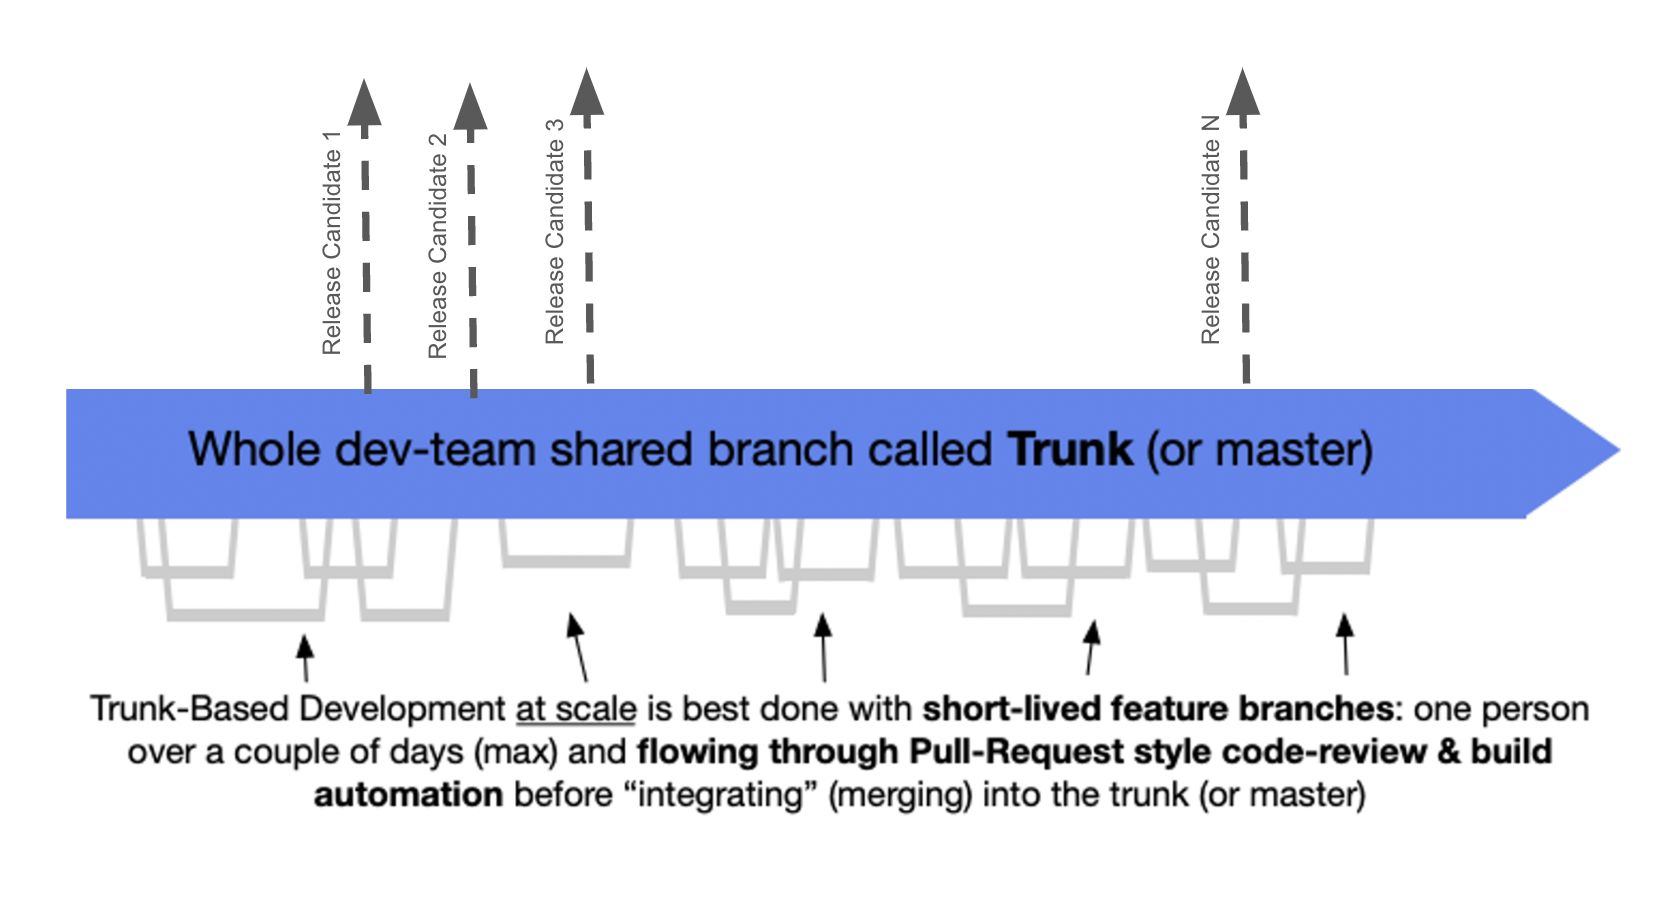 Release Candidate 1
Release Candidate 2
Release Candidate 3
Release Candidate N
Whole dev-team shared branch called Trunk (or master)
Trunk-Based Development at scale is best done with short-lived feature branches: one person
over a couple of days (max) and flowing through Pull-Request style code-review & build
automation before “integrating” (merging) into the trunk (or master)